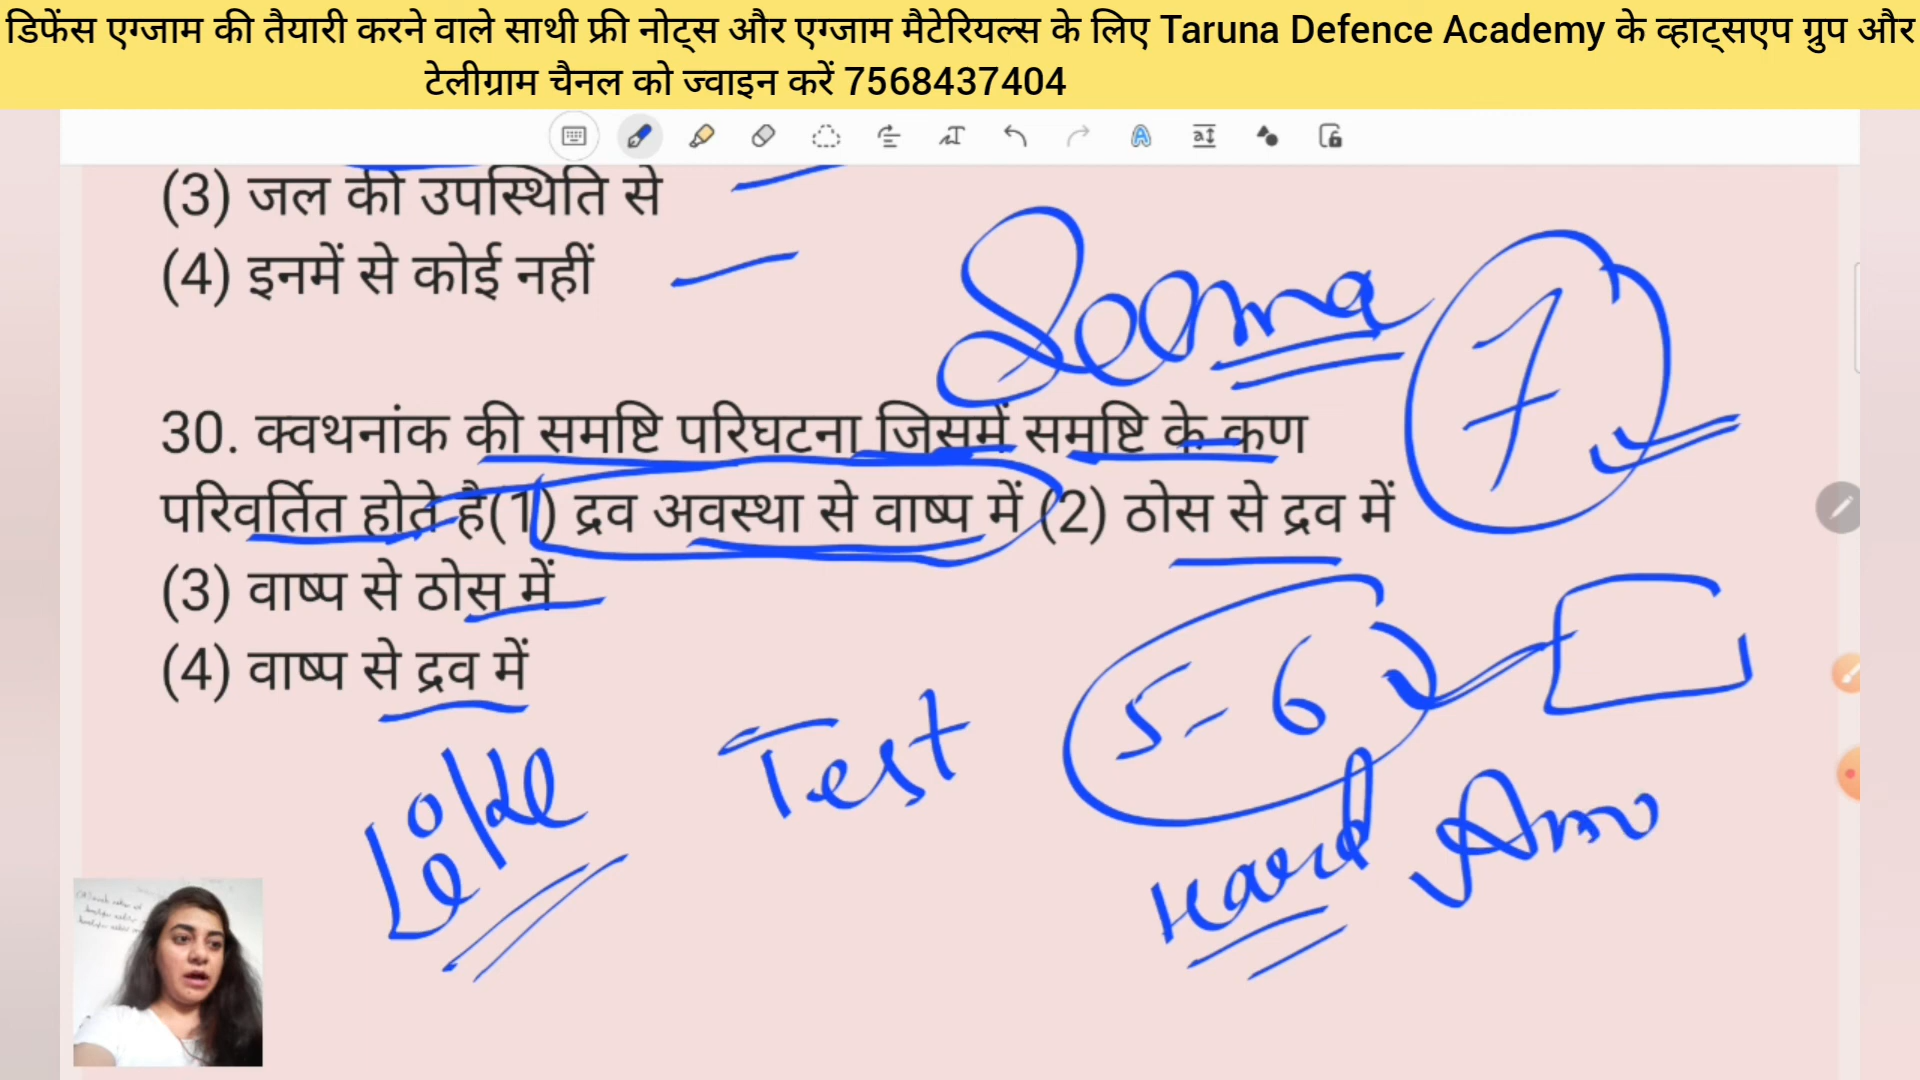 डिफेंस एग्जाम की तैयारी करने वाले साथी फ्री नोट्स और एग्जाम मैटेरियल्स के लिए Taruna Defence Academy के व्हाट्सएप ग्रुप और
टेलीग्राम चैनल को ज्वाइन करें 7568437404
(3) जल की उपस्थिति से
(4) इनमें से कोई नहीं
Seema
7
30. क्वथनांक की समष्टि परिघटना जिसमें समष्टि के कण
परिवर्तित होते है(1) द्रव अवस्था से वाष्प में (2) ठोस से द्रव में
(3) वाष्प से ठोस में
(4) वाष्प से द्रव में
Like Test 5-6
Hard